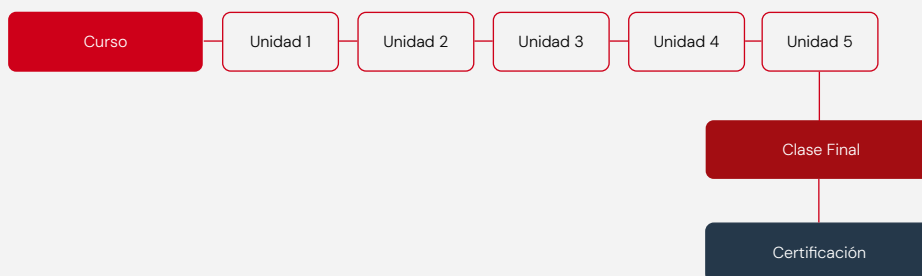 Curso
Unidad 1
Unidad 2
Unidad 3
Unidad 4
Unidad 5
Clase Final
Certificación